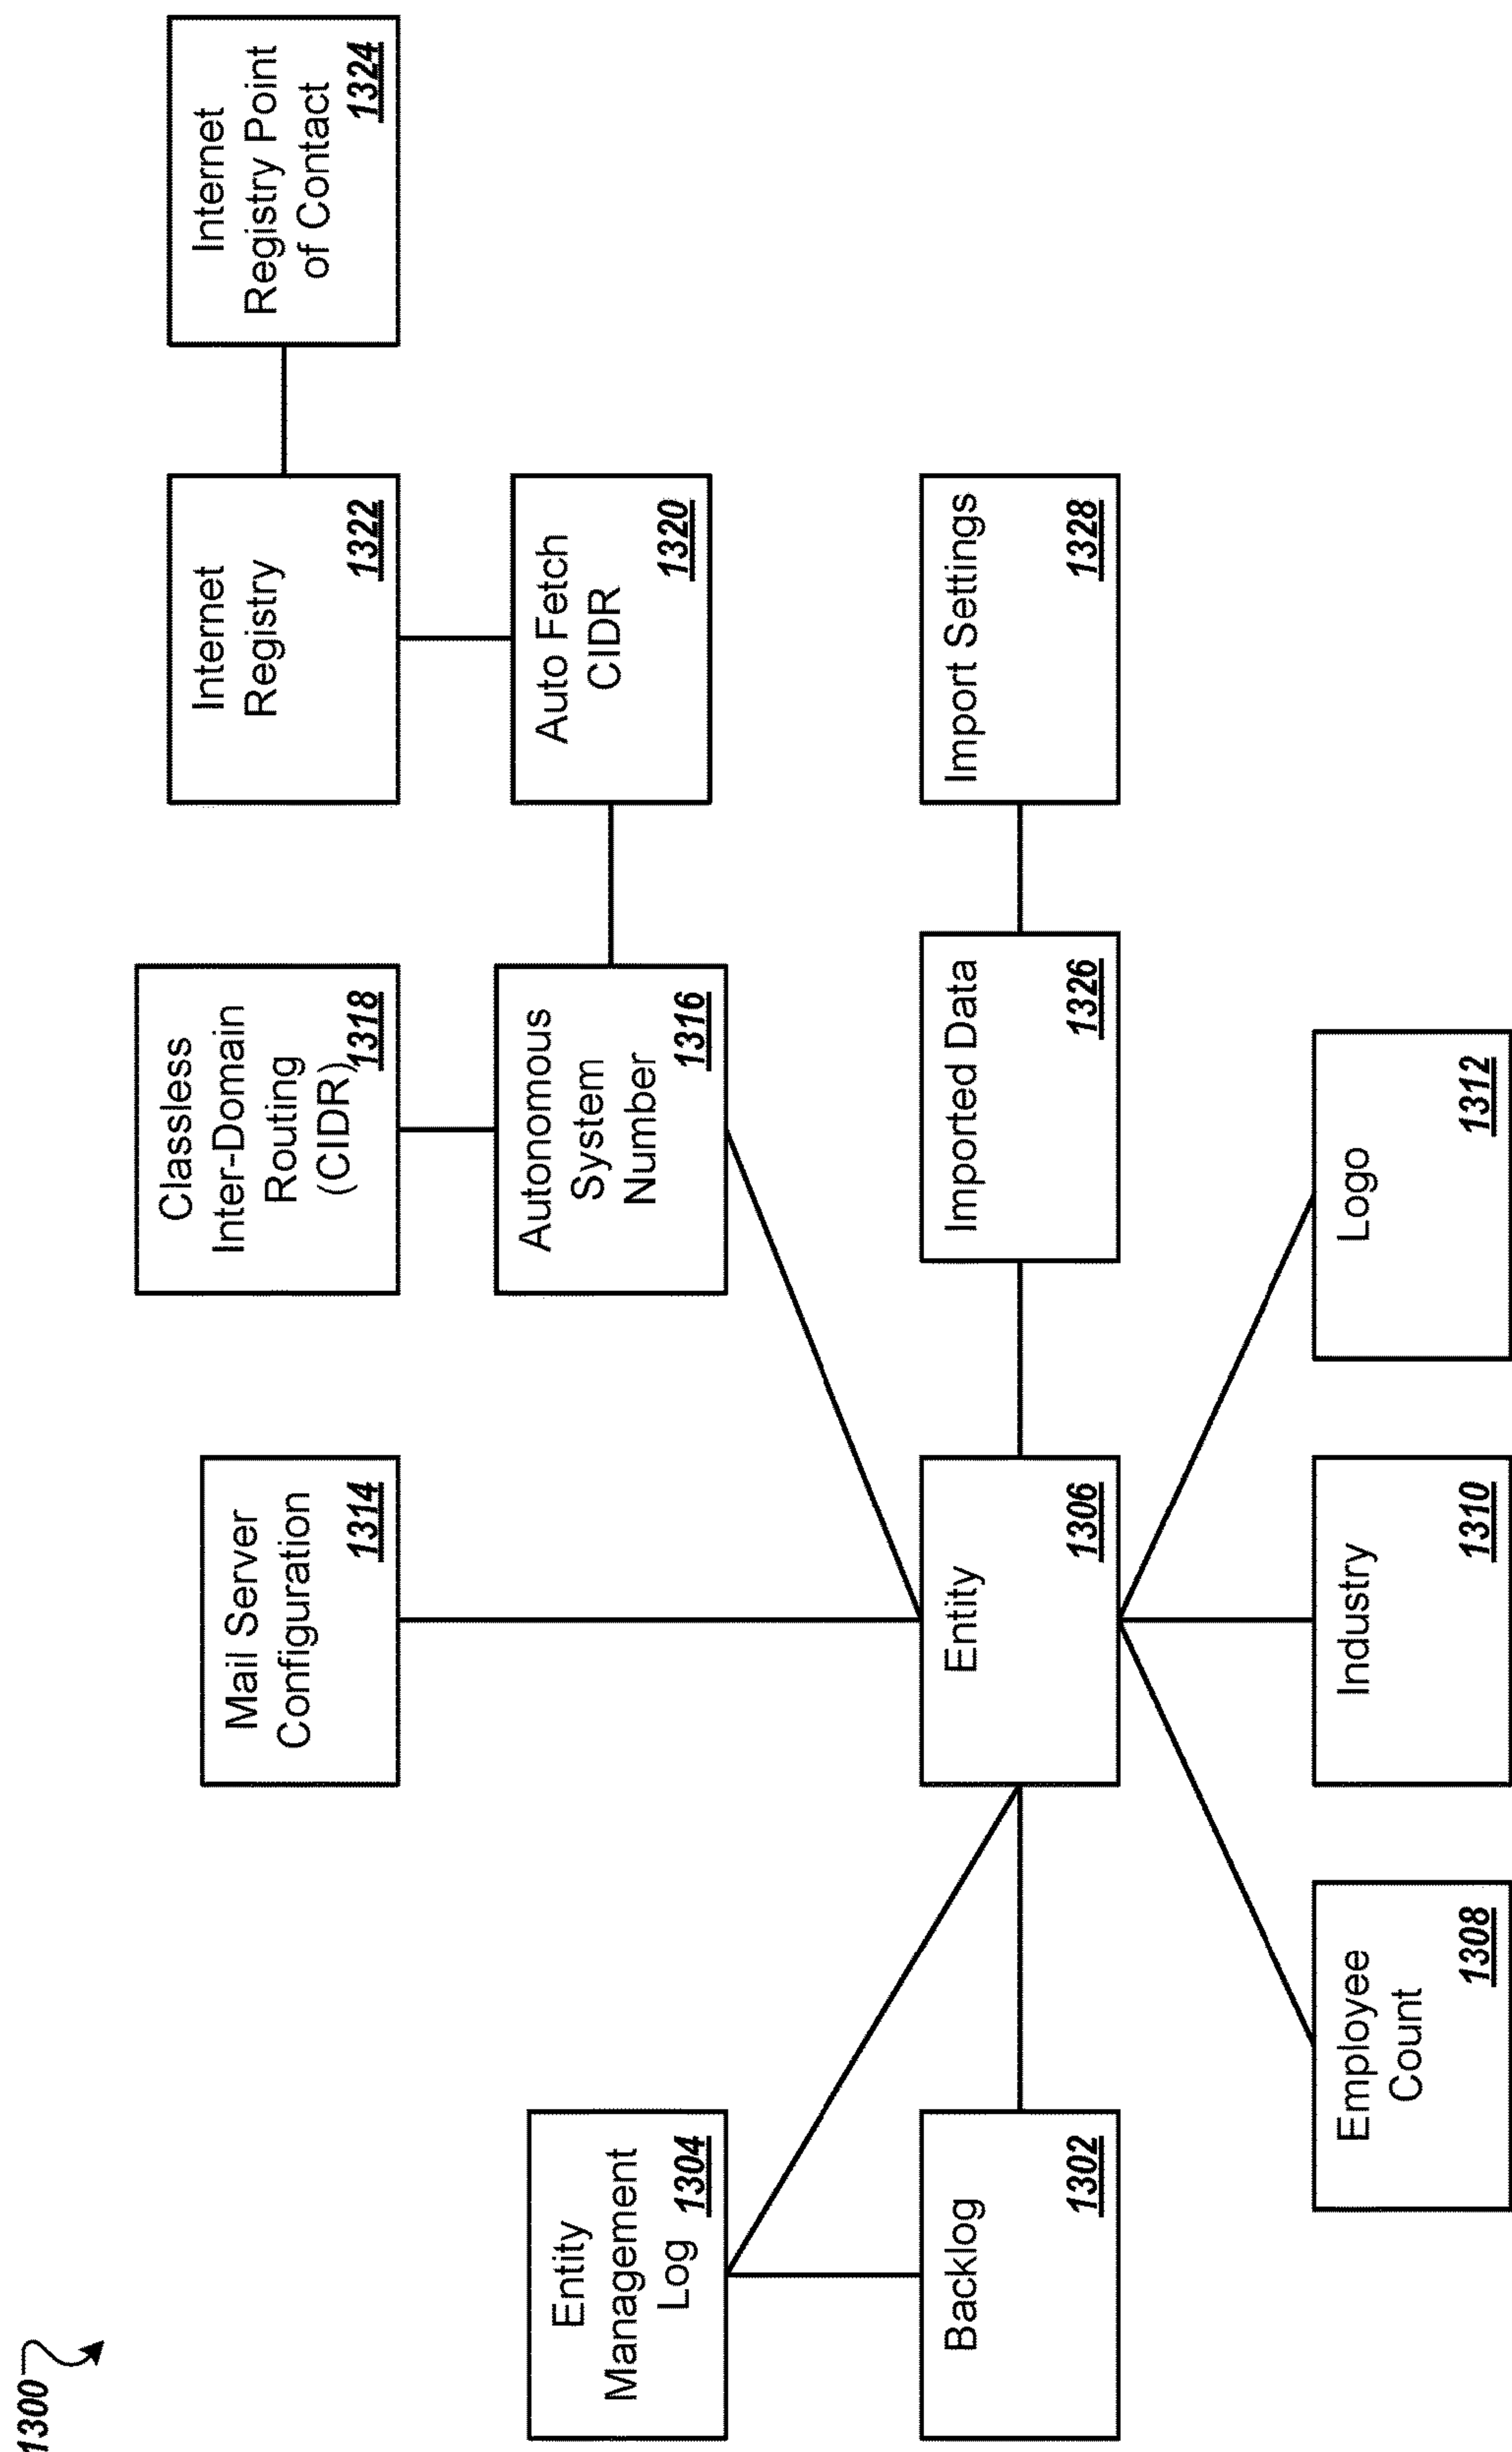 1300
Mail Server
Configuration
1314
Classless
Inter-Domain
Routing
(CIDR)
1318
Internet
Registry
1322
Internet
Registry Point
of Contact
1324
Entity
Management
Log
1304
Autonomous
System
Number
1316
Auto Fetch
CIDR
1320
Backlog
1302
Entity
1306
Imported Data
1326
Import Settings
1328
Employee
Count
1308
Industry
1310
Logo
1312